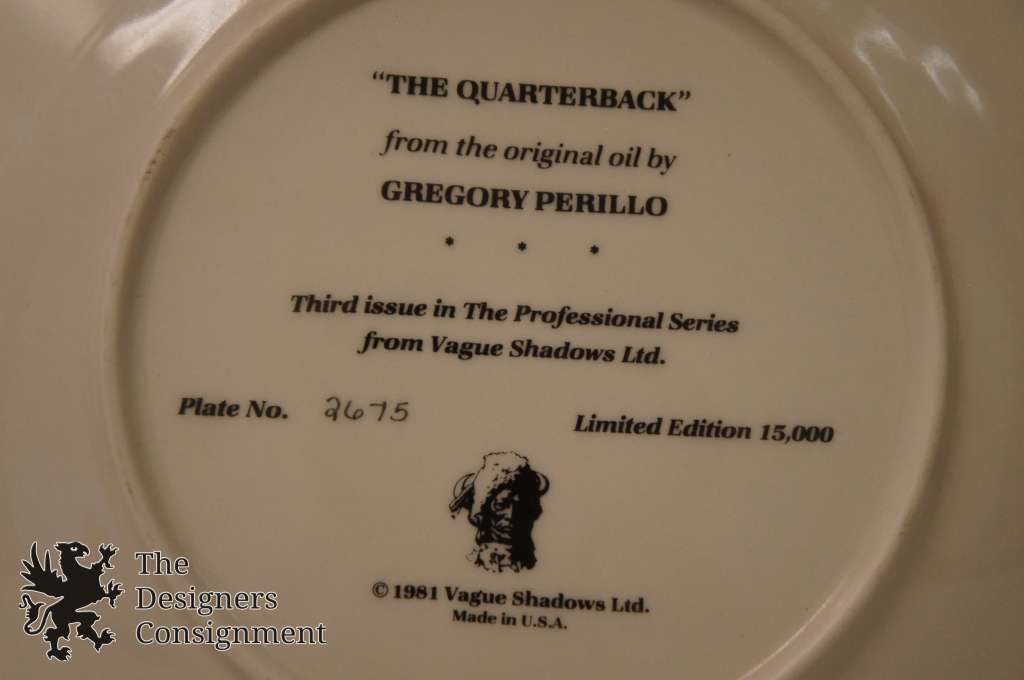 “THE QUARTERBACK”
from the original oil by
GREGORY PERILLO
* * *
Third issue in The Professional Series
from Vague Shadows Ltd.
Plate No. 2675 Limited Edition 15,000
© 1981 Vague Shadows Ltd.
Made in U.S.A.
The
Designers
Consignment